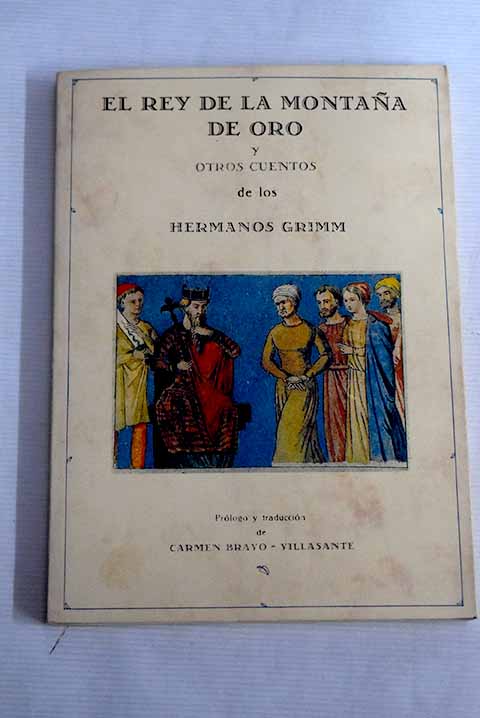 EL REY DE LA MONTAÑA
DE ORO
y
OTROS CUENTOS
de los
HERMANOS GRIMM
Prólogo y traducción
de
CARMEN BRAVO - VILLASANTE